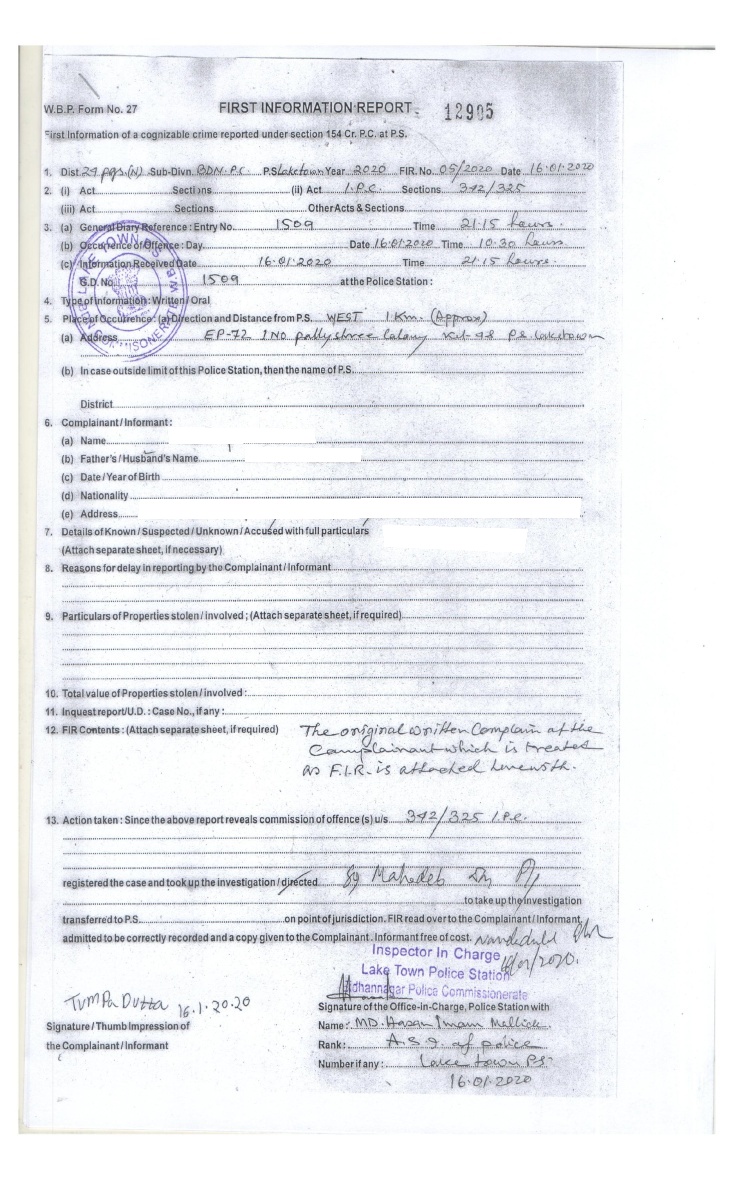 W.B.P. Form No. 27 FIRST INFORMATION REPORT 12905
First Information of a cognizable crime reported under section 154 Cr. P.C. at P.S.
1. Dist 24 pgs.(N) Sub-Divn. BDN. P.C. P.S Laketown Year 2020 FIR. No. 05/2020 Date 16.01.2020
2. (i) Act Sections (ii) Act I.P.C. Sections 342/325
(iii) Act Sections Other Acts & Sections
3. (a) General Diary Reference : Entry No. 1509 Time 21.15 hours.
(b) Occurrence of Offence : Day Date 16.01.2020 Time 10.30 hours
(c) Information Received Date 16.01.2020 Time 21.15 hours.
G.D. No. 1509 at the Police Station :
4. Type of information : Written / Oral
5. Place of Occurrence : (a) Direction and Distance from P.S. WEST 1 Km. (Approx)
(a) Address EP-72 1 NO pally shree Colony Kol-48 P.S Laketown
(b) In case outside limit of this Police Station, then the name of P.S.
District
6. Complainant / Informant :
(a) Name
(b) Father's / Husband's Name
(c) Date / Year of Birth
(d) Nationality
(e) Address
7. Details of Known / Suspected / Unknown / Accused with full particulars
(Attach separate sheet, if necessary)
8. Reasons for delay in reporting by the Complainant / Informant
9. Particulars of Properties stolen / involved ; (Attach separate sheet, if required)
10. Total value of Properties stolen / involved :
11. Inquest report/U.D. : Case No., if any :
12. FIR Contents : (Attach separate sheet, if required) The original written Complain of the
Complainant which is treated
as F.I.R. is attached herewith.
13. Action taken : Since the above report reveals commission of offence (s) u/s 342/325 I.P.C.
registered the case and took up the investigation / directed SI Mahadeb
to take up the investigation
transferred to P.S. on point of jurisdiction. FIR read over to the Complainant / Informant,
admitted to be correctly recorded and a copy given to the Complainant. Informant free of cost.
Inspector In Charge
Lake Town Police Station
Bidhannagar Police Commissionerate
TUMPA DUTTA 16.1.2020
Signature of the Office-in-Charge, Police Station with
Signature / Thumb Impression of Name : MD. Hasan Imam Mallick
the Complainant / Informant Rank : A.S.I. of police
Number if any : Lake town P.S
16.01.2020